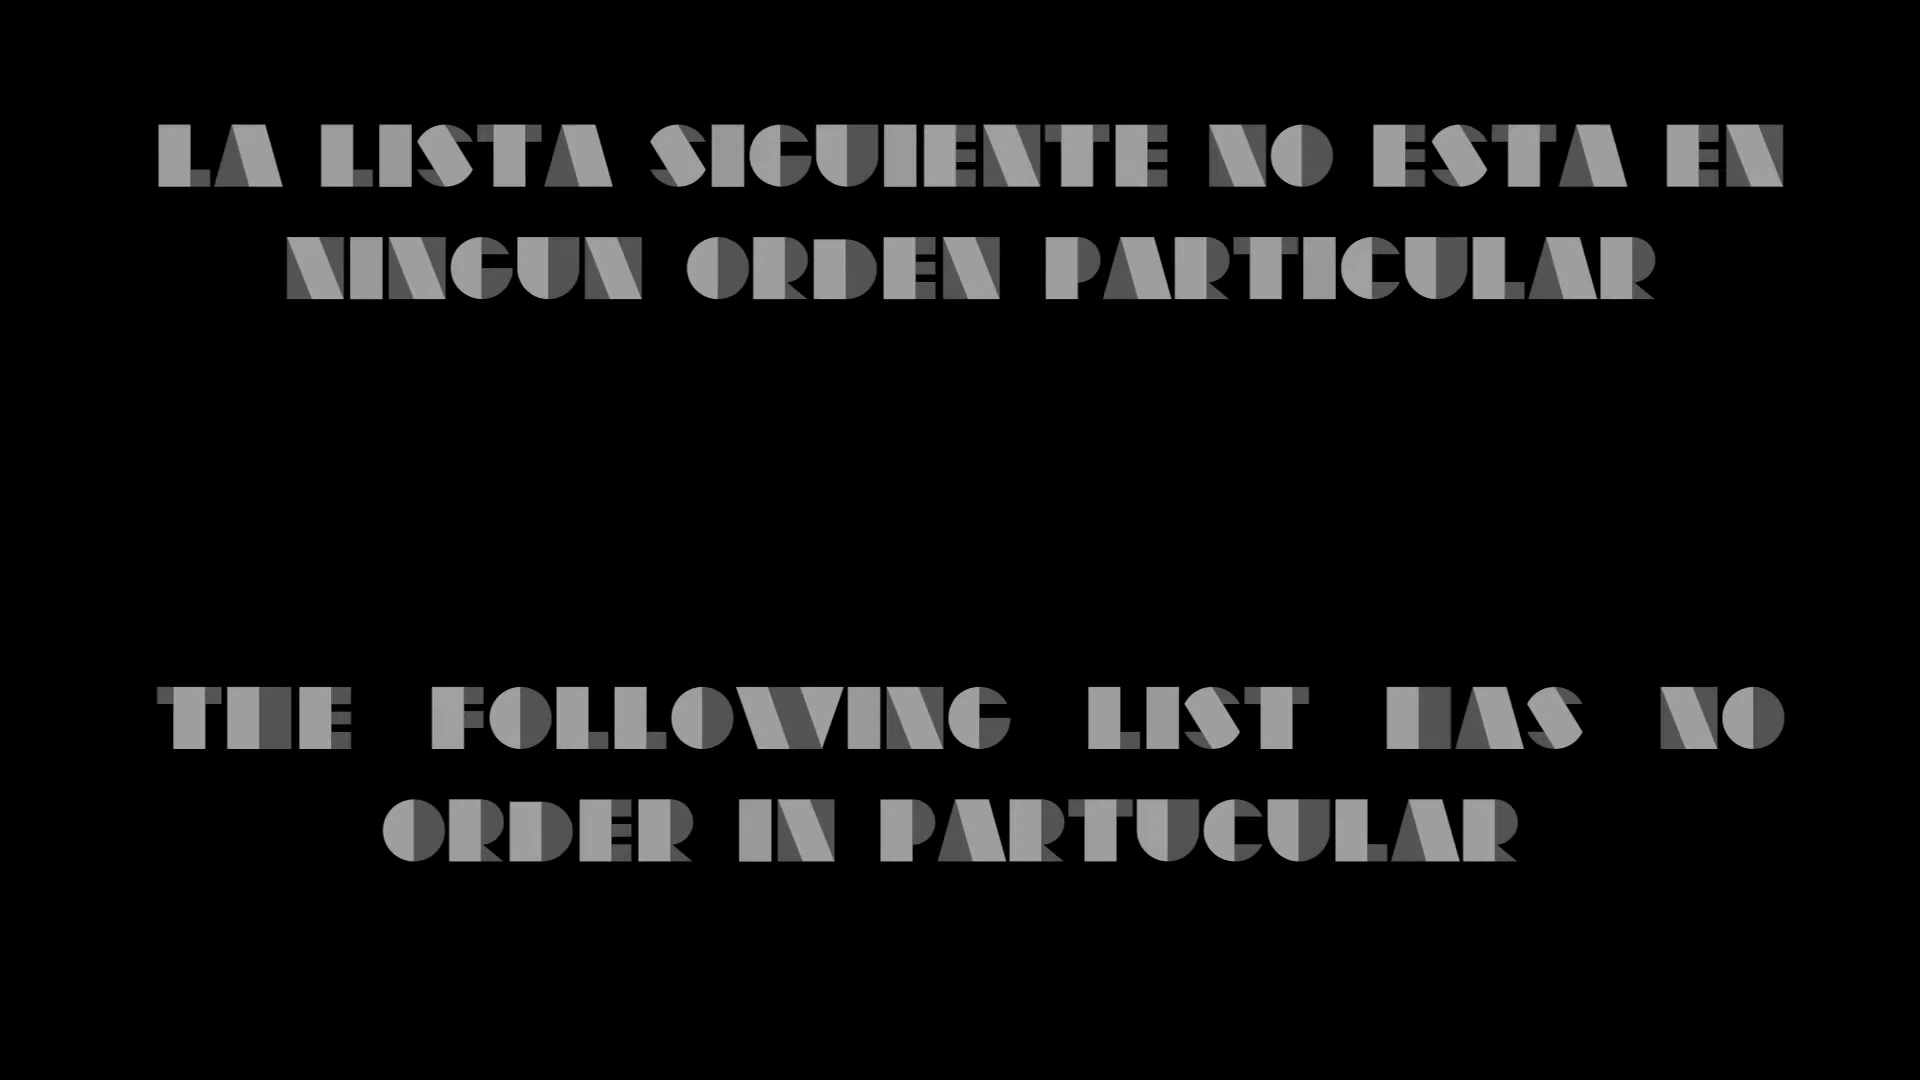 LA LISTA SIGUIENTE NO ESTA EN
NINGUN ORDEN PARTICULAR
THE FOLLOWING LIST HAS NO
ORDER IN PARTUCULAR